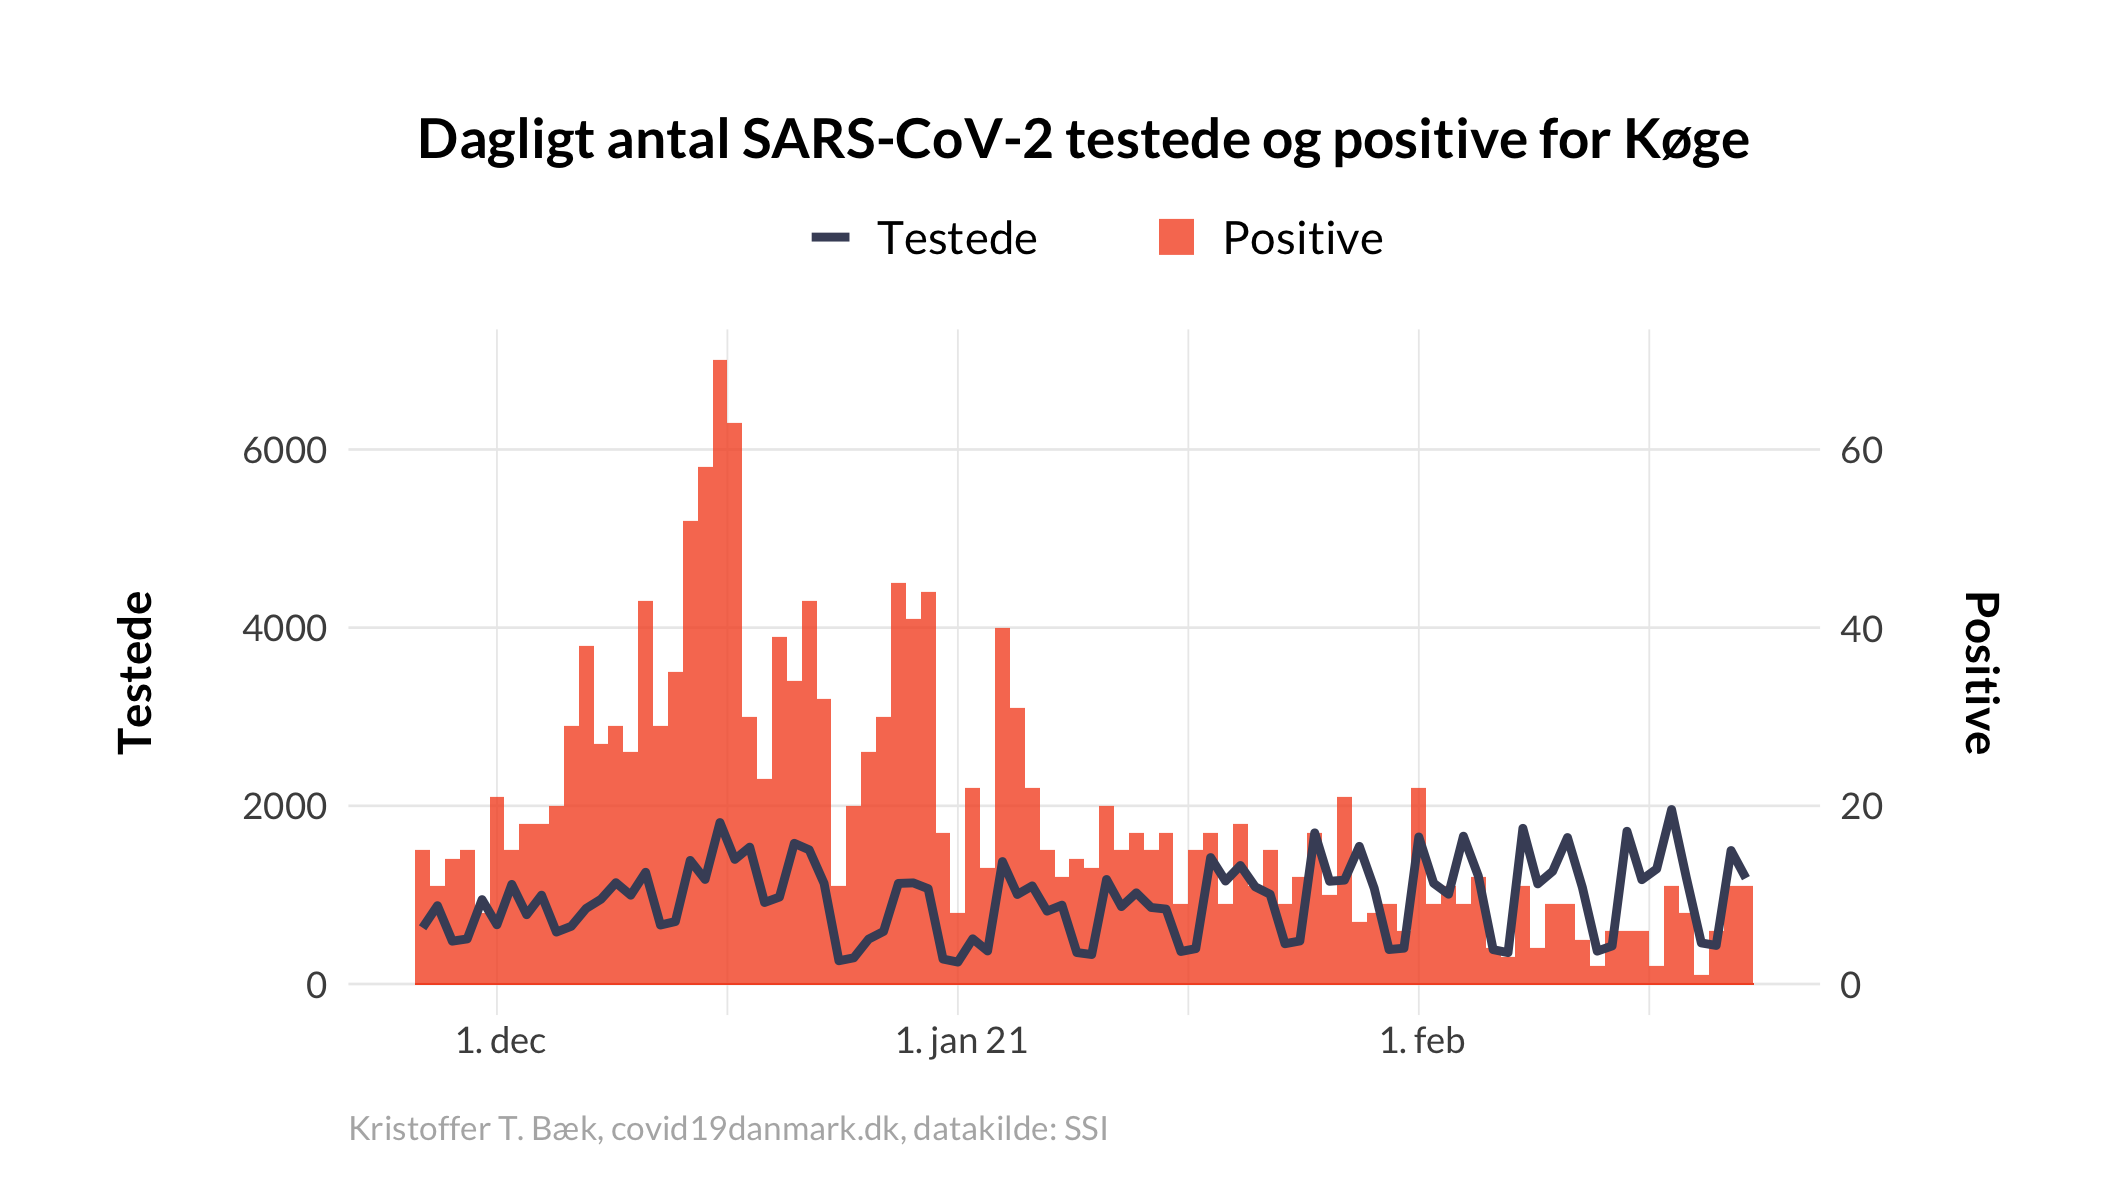 Dagligt antal SARS-CoV-2 testede og positive for Køge
Testede
Positive
Testede
6000
4000
2000
0
60
40
20
0
Positive
1. dec
1. jan 21
1. feb
Kristoffer T. Bæk, covid19danmark.dk, datakilde: SSI